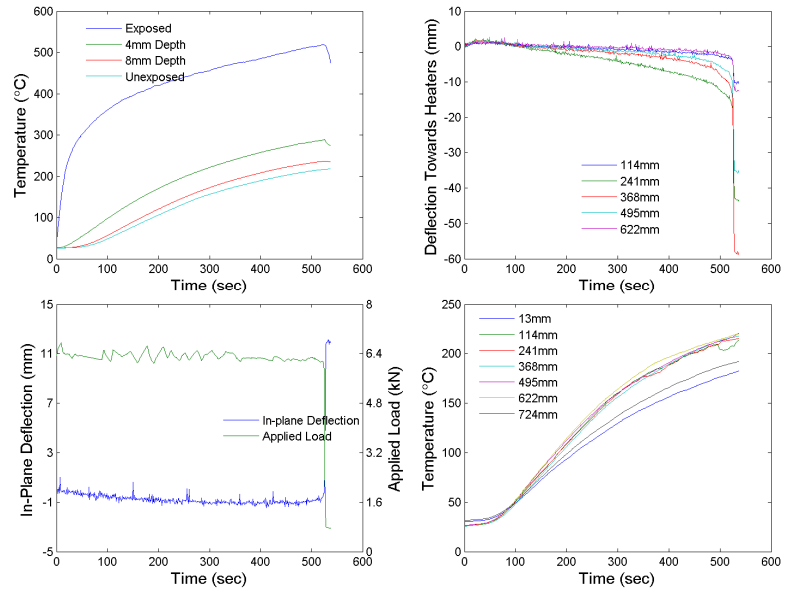 600
500
400
300
200
100
0
Temperature (°C)
Exposed
4mm Depth
8mm Depth
Unexposed
0 100 200 300 400 500 600
Time (sec)
10
0
-10
-20
-30
-40
-50
-60
Deflection Towards Heaters (mm)
114mm
241mm
368mm
495mm
622mm
0 100 200 300 400 500 600
Time (sec)
15
11
7
3
-1
-5
In-Plane Deflection (mm)
In-plane Deflection
Applied Load
8
6.4
4.8
3.2
1.6
0
Applied Load (kN)
0 100 200 300 400 500 600
Time (sec)
250
200
150
100
50
0
Temperature (°C)
13mm
114mm
241mm
368mm
495mm
622mm
724mm
0 100 200 300 400 500 600
Time (sec)